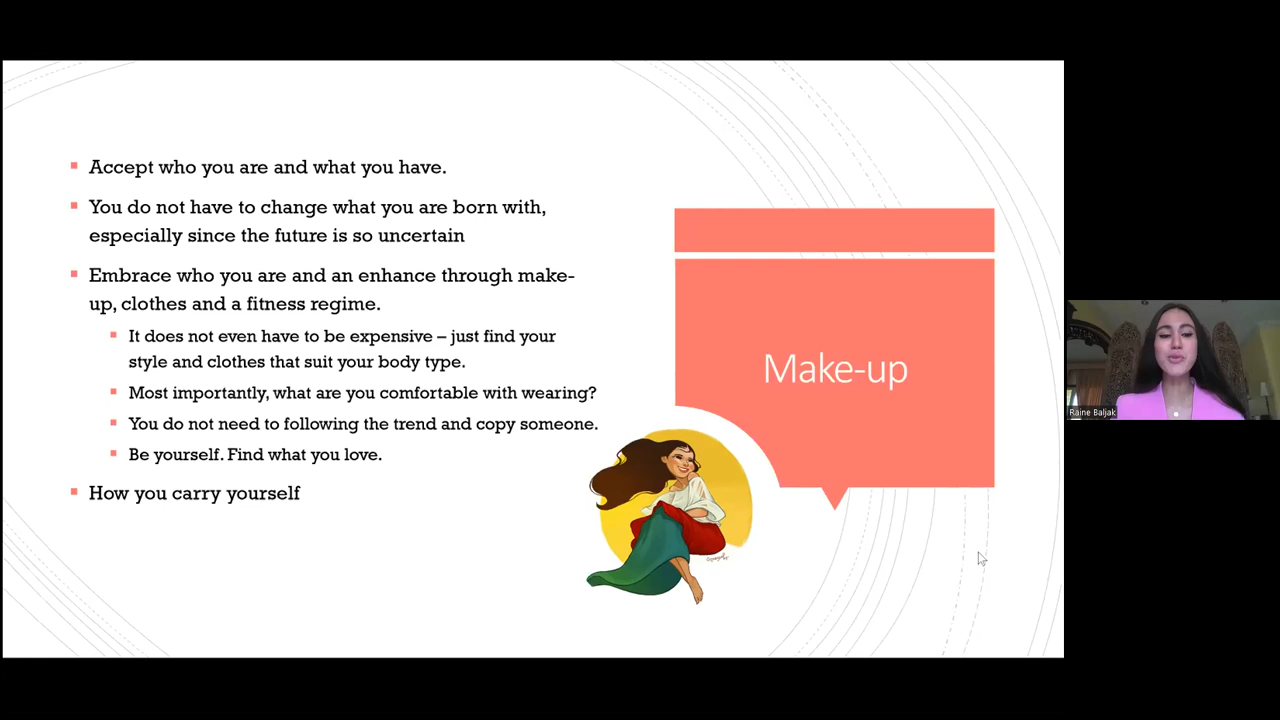 Accept who you are and what you have.
You do not have to change what you are born with,
especially since the future is so uncertain
Embrace who you are and an enhance through make-
up, clothes and a fitness regime.
It does not even have to be expensive – just find your
style and clothes that suit your body type.
Most importantly, what are you comfortable with wearing?
You do not need to following the trend and copy someone.
Be yourself. Find what you love.
How you carry yourself
Make-up
Raine Baljak